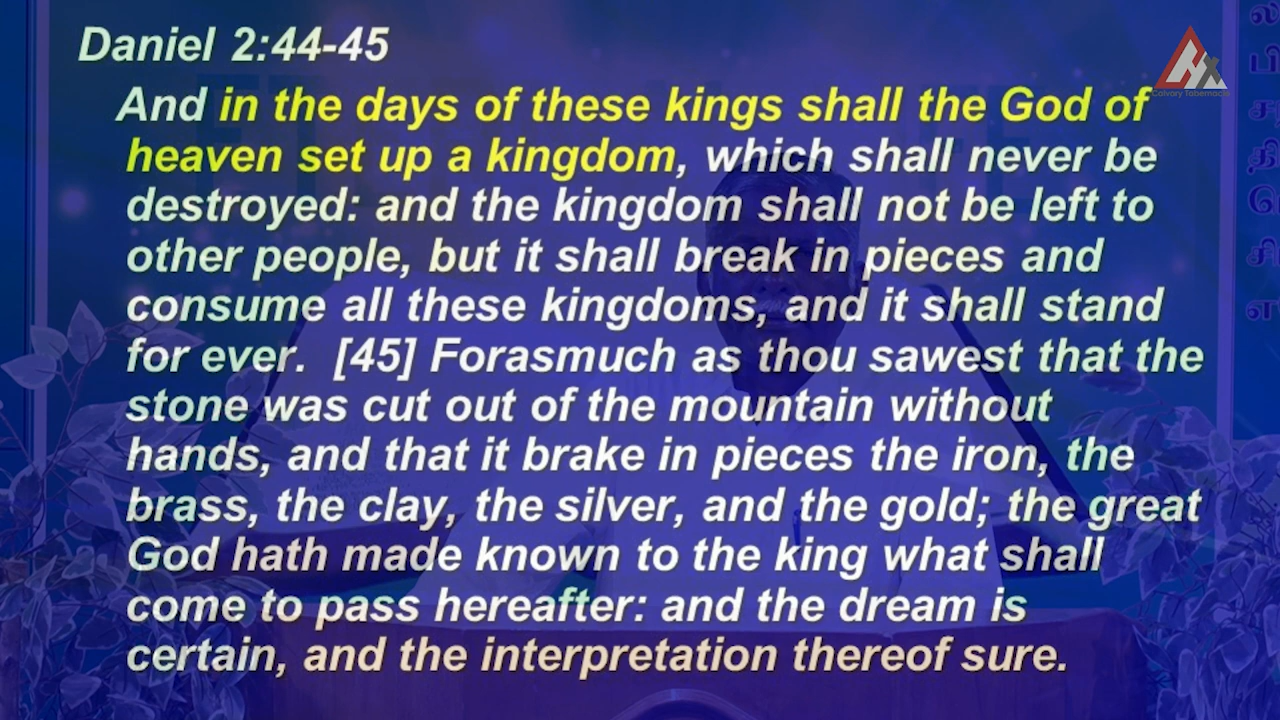 Daniel 2:44-45
And in the days of these kings shall the God of
heaven set up a kingdom, which shall never be
destroyed: and the kingdom shall not be left to
other people, but it shall break in pieces and
consume all these kingdoms, and it shall stand
for ever. [45] Forasmuch as thou sawest that the
stone was cut out of the mountain without
hands, and that it brake in pieces the iron, the
brass, the clay, the silver, and the gold; the great
God hath made known to the king what shall
come to pass hereafter: and the dream is
certain, and the interpretation thereof sure.
Calvary Tabernacle